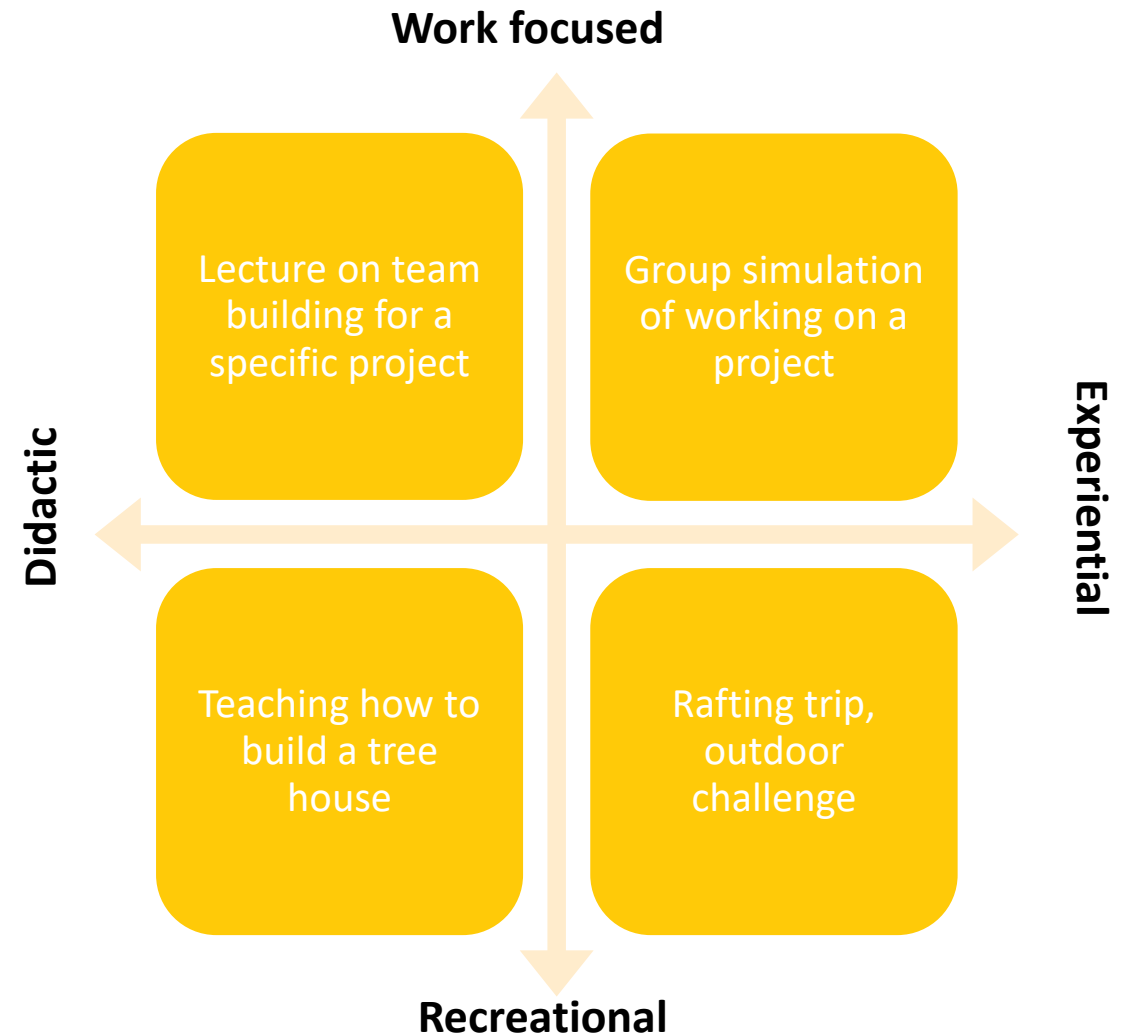 Work focused
Lecture on team
building for a
specific project
Group simulation
of working on a
project
Didactic
Experiential
Teaching how to
build a tree
house
Rafting trip,
outdoor
challenge
Recreational